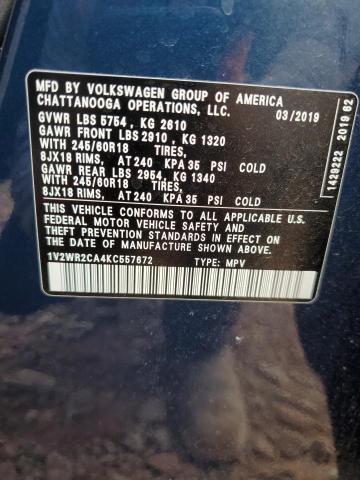 MFD BY VOLKSWAGEN GROUP OF AMERICA
CHATTANOOGA OPERATIONS, LLC. 03/2019
GVWR LBS 5754, KG 2610
GAWR FRONT LBS 2910, KG 1320
WITH 245/60R18 TIRES,
8JX18 RIMS, AT 240 KPA 35 PSI COLD
GAWR REAR LBS 2954, KG 1340
WITH 245/60R18 TIRES,
8JX18 RIMS, AT 240 KPA 35 PSI COLD
THIS VEHICLE CONFORMS TO ALL APPLICABLE U.S.
FEDERAL MOTOR VEHICLE SAFETY AND
THEFT PREVENTION STANDARDS IN EFFECT ON
THE DATE OF MANUFACTURE SHOWN ABOVE.
1V2WR2CA4KC557672 TYPE: MPV
1429222 2019 62